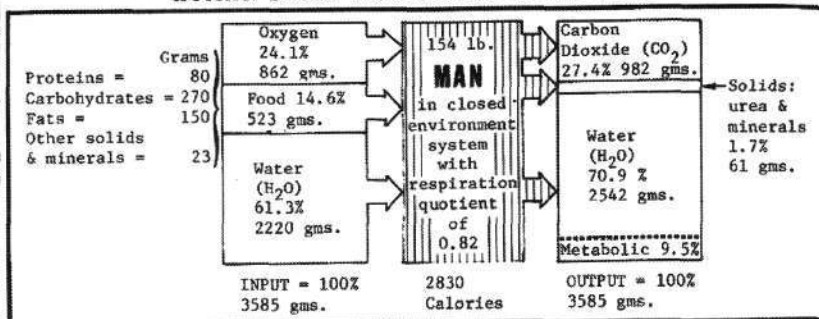 Grams
Proteins = 80
Carbohydrates = 270
Fats = 150
Other solids
& minerals = 23
Oxygen
24.1%
862 gms.
Food 14.6%
523 gms.
Water
(H2O)
61.3%
2220 gms.
INPUT = 100%
3585 gms.
154 lb.
MAN
in closed
environment
system
with
respiration
quotient
of
0.82
2830
Calories
Carbon
Dioxide (CO2)
27.4% 982 gms.
Water
(H2O)
70.9 %
2542 gms.
Metabolic 9.5%
OUTPUT = 100%
3585 gms.
Solids:
urea &
minerals
1.7%
61 gms.